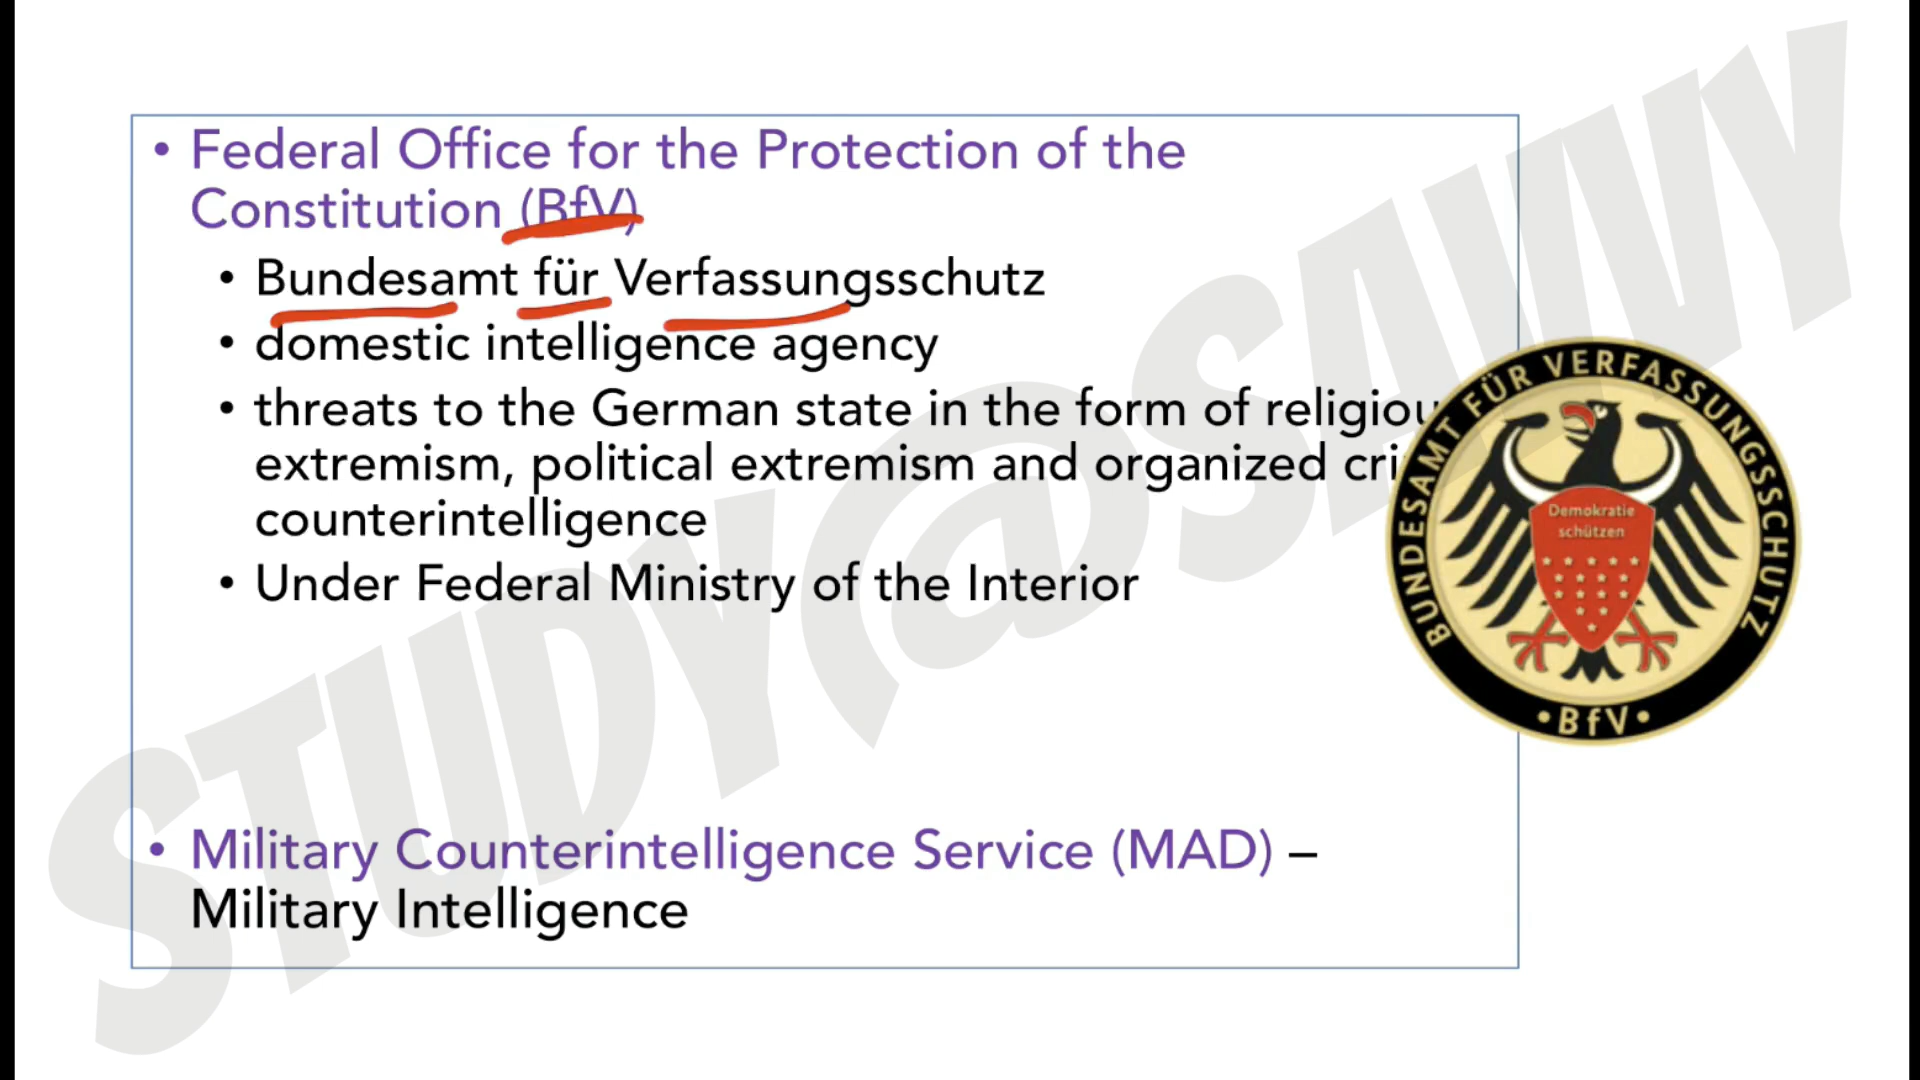 • Federal Office for the Protection of the
Constitution (BfV)
• Bundesamt für Verfassungsschutz
• domestic intelligence agency
• threats to the German state in the form of
extremism, political extremism and organized
counterintelligence
• Under Federal Ministry of the Interior
• Military Counterintelligence Service (MAD) –
Military Intelligence
BUNDESAMT FÜR VERFASSUNGSSCHUTZ
Demokratie
schützen
• BfV •
STUDY@SAVVY